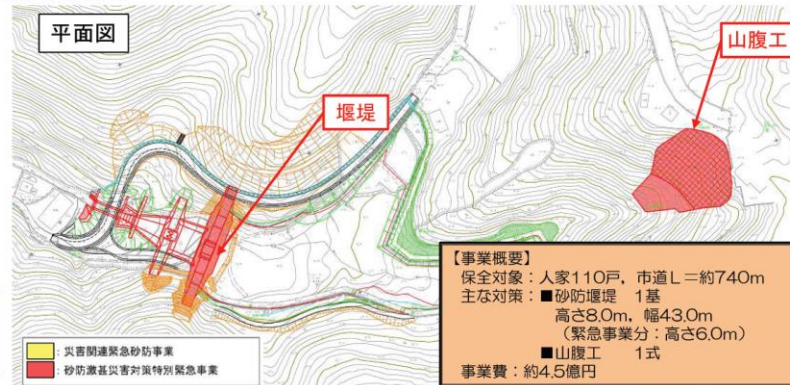 平面図
山腹工
堰堤
【事業概要】
保全対象：人家110戸，市道L＝約740m
主な対策：■砂防堰堤　1基
高さ8.0m，幅43.0m
（緊急事業分：高さ6.0m）
■山腹工　1式
事業費：約4.5億円
：災害関連緊急砂防事業
：砂防激甚災害対策特別緊急事業